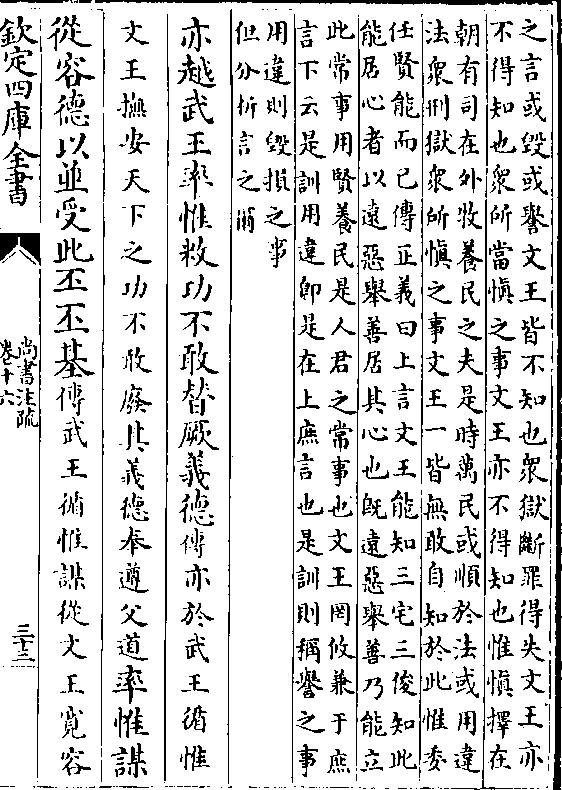 之言或毀或譽文王皆不知也衆獄斷罪得失文王亦
不得知也衆所當愼之事文王亦不得知也惟愼擇在
朝有司在外牧養民之夫是時萬民或順於法或用違
法衆刑獄衆所愼之事文王一皆無敢自知於此惟委
任賢能而已傳正義曰上言文王能知三宅三俊知此
能居心者以遠惡舉善居其心也旣遠惡舉善乃能立
此常事用賢養民是人君之常事也文王罔攸兼于庶
言下云是訓用違即是在上庶言也是訓則稱譽之事
用違則毀損之事
但分析言之爾
亦越武王率惟敉功不敢替厥義德傳亦於武王循惟
文王撫安天下之功不敢廢其義德奉遵父道率惟謀
從容德以並受此丕丕基傳武王循惟謀從文王寬容
欽定四庫全書
尚書注疏
卷十六
三十二